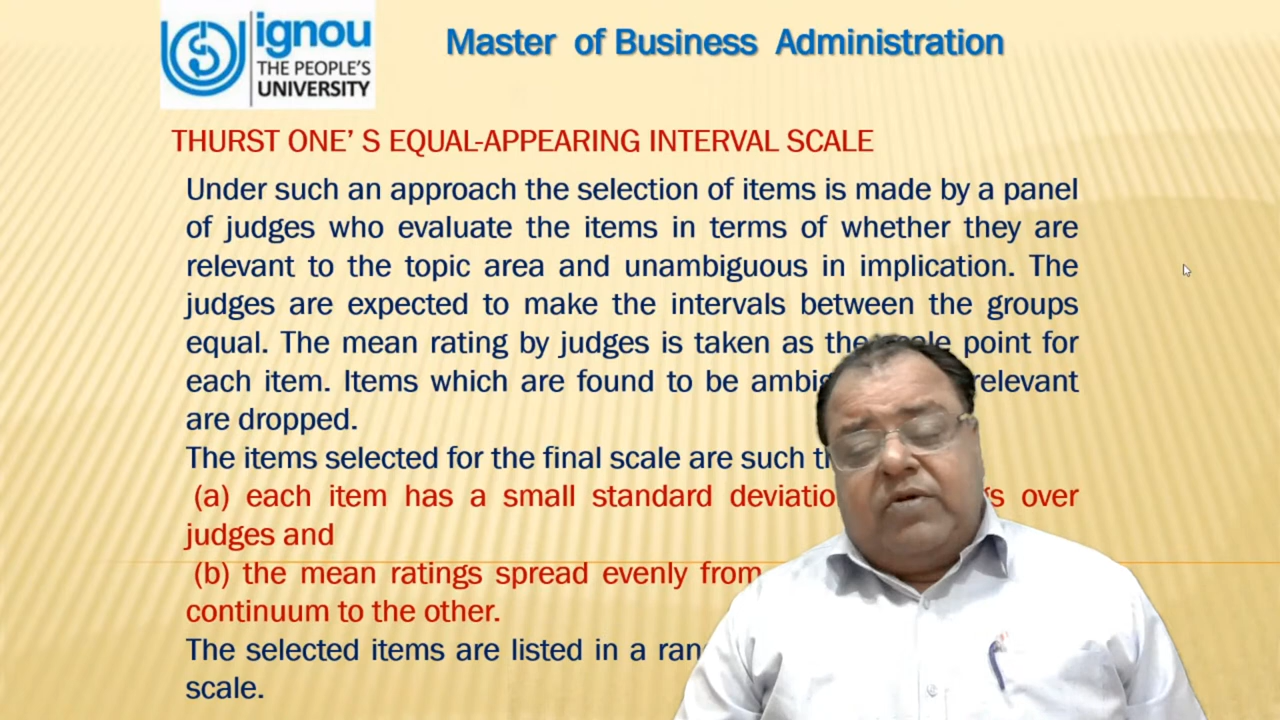 ignou
THE PEOPLE'S
UNIVERSITY
Master of Business Administration
THURST ONE' S EQUAL-APPEARING INTERVAL SCALE
Under such an approach the selection of items is made by a panel
of judges who evaluate the items in terms of whether they are
relevant to the topic area and unambiguous in implication. The
judges are expected to make the intervals between the groups
equal. The mean rating by judges is taken as the point for
each item. Items which are found to be
are dropped.
The items selected for the final scale are such
(a) each item has a small standard over
judges and
(b) the mean ratings spread evenly from
continuum to the other.
The selected items are listed in a
scale.